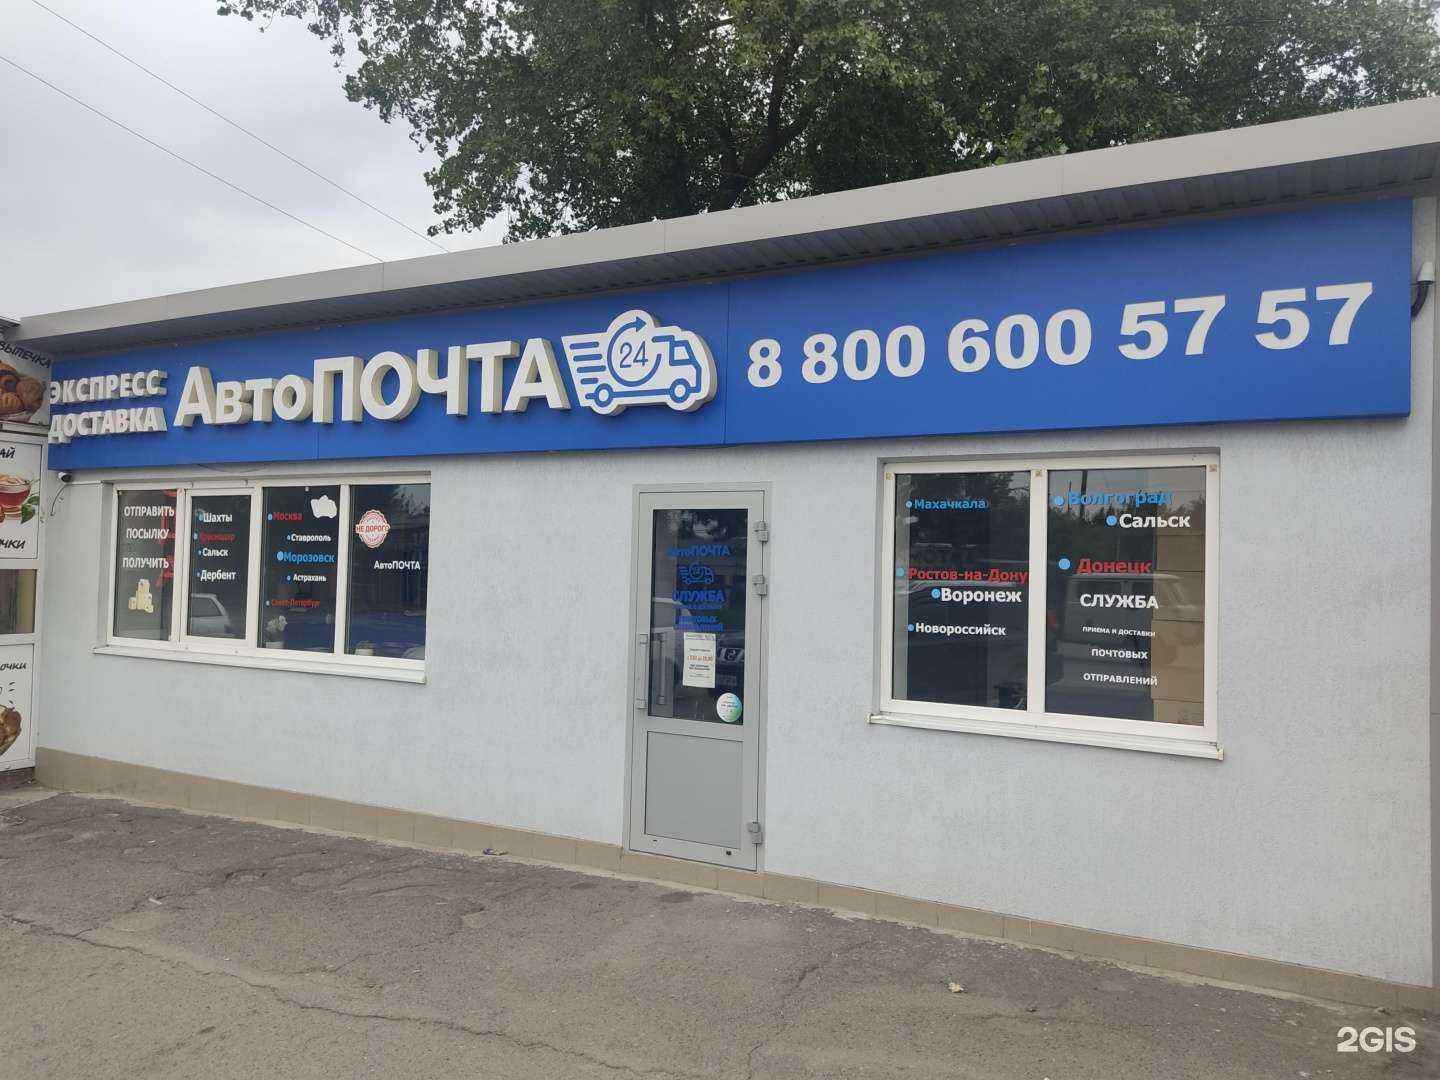 ЭКСПРЕСС
ДОСТАВКА
АвтоПОЧТА
24
8 800 600 57 57
ВЫПЕЧКА
ОТПРАВИТЬ
ПОСЫЛКУ
ПОЛУЧИТЬ
Шахты
Краснодар
Сальск
Дербент
Москва
Ставрополь
Морозовск
Астрахань
Санкт-Петербург
НЕ ДОРОГО
АвтоПОЧТА
АвтоПОЧТА
24
СЛУЖБА
Махачкала
Ростов-на-Дону
Воронеж
Новороссийск
Волгоград
Сальск
Донецк
СЛУЖБА
ПРИЕМА И ДОСТАВКИ
ПОЧТОВЫХ
ОТПРАВЛЕНИЙ
2GIS